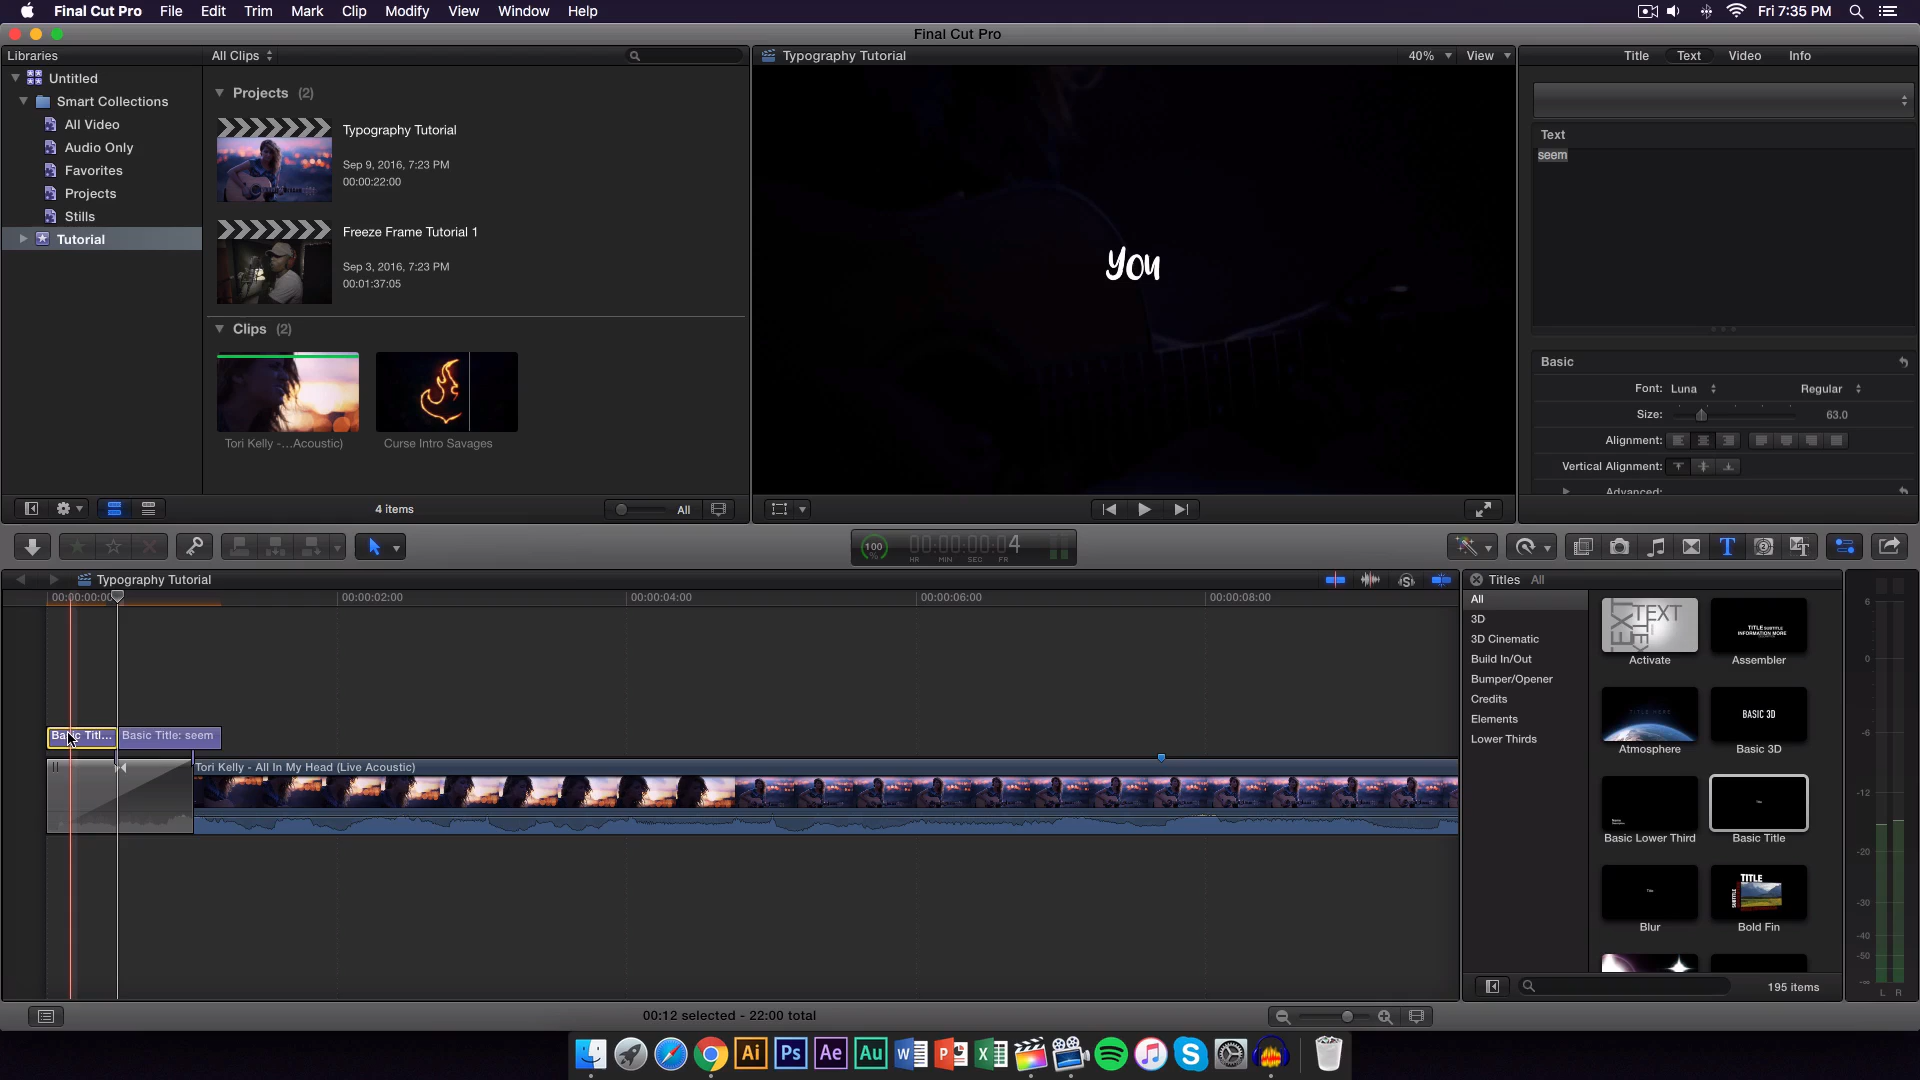 Final Cut Pro File Edit Trim Mark Clip Modify View Window Help Fri 7:35 PM
Final Cut Pro
Libraries All Clips Typography Tutorial 40% View Title Text Video Info
Untitled
Smart Collections
All Video
Audio Only
Favorites
Projects
Stills
Tutorial
Projects (2)
Typography Tutorial
Sep 9, 2016, 7:23 PM
00:00:22:00
Freeze Frame Tutorial 1
Sep 3, 2016, 7:23 PM
00:01:37:05
Clips (2)
Tori Kelly -...Acoustic) Curse Intro Savages
4 items All
You
Text
seem
Basic
Font: Luna Regular
Size: 63.0
Alignment:
Vertical Alignment:
Advanced:
100 % 00:00:00:04
HR MIN SEC FR
Typography Tutorial
00:00:00:00 00:00:02:00 00:00:04:00 00:00:06:00 00:00:08:00
Basic Titl... Basic Title: seem
Tori Kelly - All In My Head (Live Acoustic)
Titles All
All
3D
3D Cinematic
Build In/Out
Bumper/Opener
Credits
Elements
Lower Thirds
TEXT
Activate
TITLE SUBTITLE
INFORMATION MORE
Assembler
TITLE HERE
Atmosphere
BASIC 3D
Basic 3D
Basic Lower Third
Title
Basic Title
Title
Blur
TITLE
SUBTITLE
Bold Fin
195 items
6
0
-6
-12
-20
-30
-40
-50
-∞
L R
00:12 selected - 22:00 total
Ai Ps Ae Au W P X S